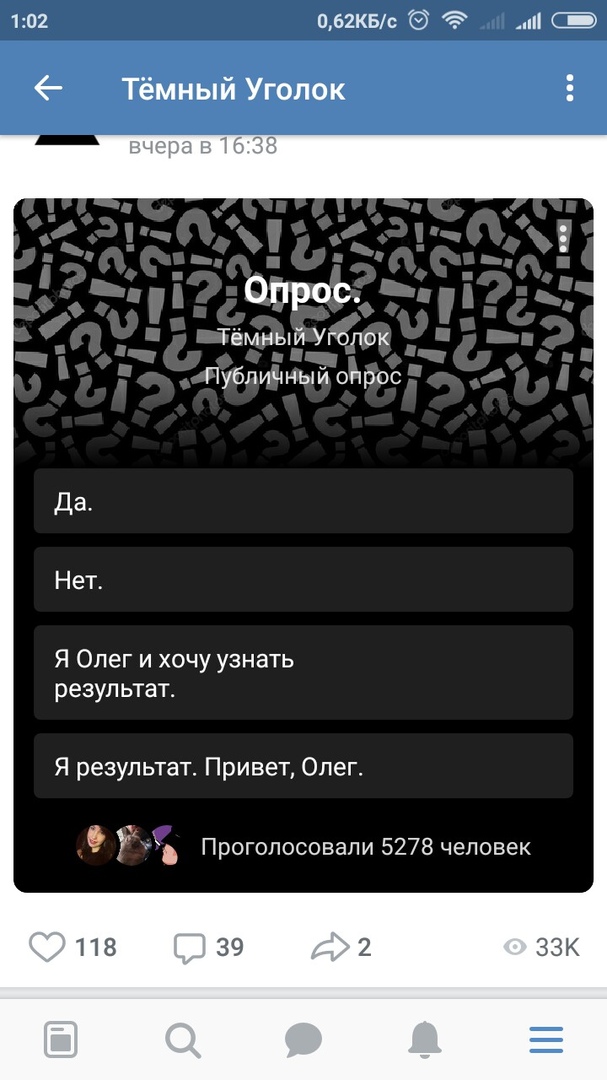 1:02
0,62КБ/с
Тёмный Уголок
вчера в 16:38
Опрос.
Тёмный Уголок
Публичный опрос
Да.
Нет.
Я Олег и хочу узнать
результат.
Я результат. Привет, Олег.
Проголосовали 5278 человек
118
39
2
33K